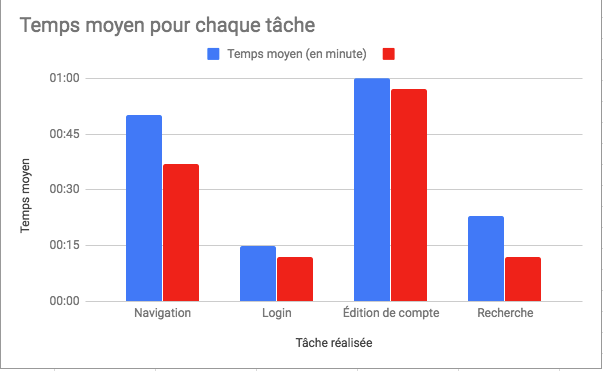 Temps moyen pour chaque tâche
Temps moyen (en minute)
01:00
00:45
00:30
00:15
00:00
Temps moyen
Navigation
Login
Édition de compte
Recherche
Tâche réalisée